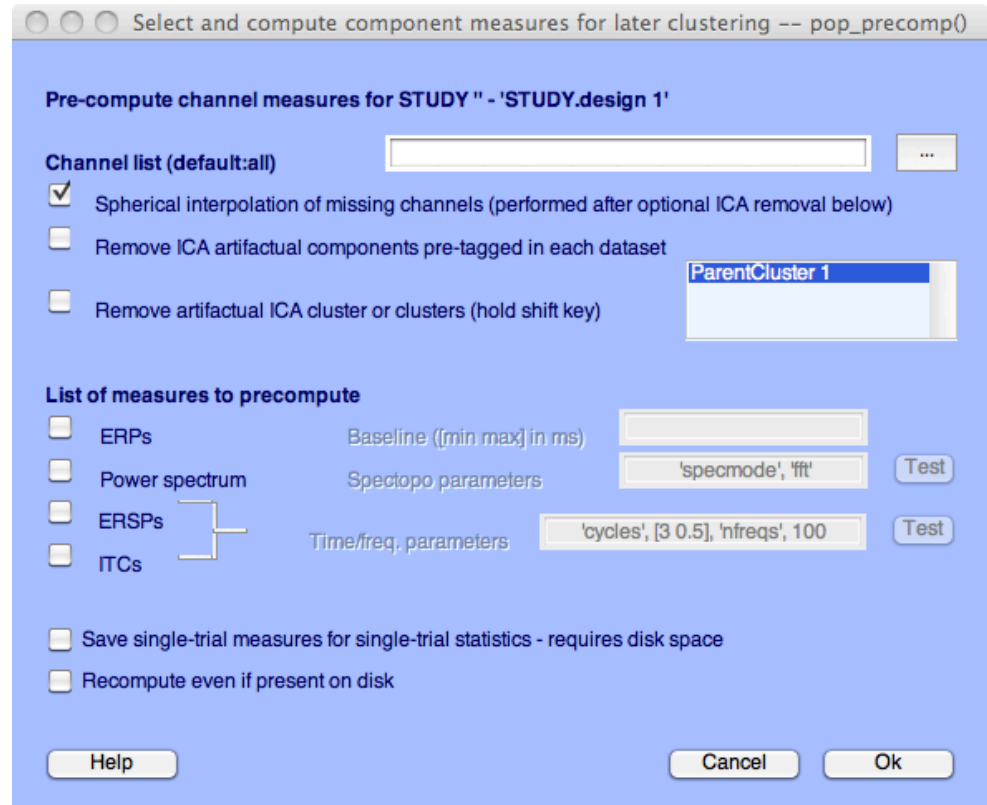 Select and compute component measures for later clustering -- pop_precomp()
Pre-compute channel measures for STUDY '' - 'STUDY.design 1'
Channel list (default:all) ...
Spherical interpolation of missing channels (performed after optional ICA removal below)
Remove ICA artifactual components pre-tagged in each dataset
ParentCluster 1
Remove artifactual ICA cluster or clusters (hold shift key)
List of measures to precompute
ERPs Baseline ([min max] in ms)
Power spectrum Spectopo parameters 'specmode', 'fft' Test
ERSPs
Time/freq. parameters 'cycles', [3 0.5], 'nfreqs', 100 Test
ITCs
Save single-trial measures for single-trial statistics - requires disk space
Recompute even if present on disk
Help Cancel Ok